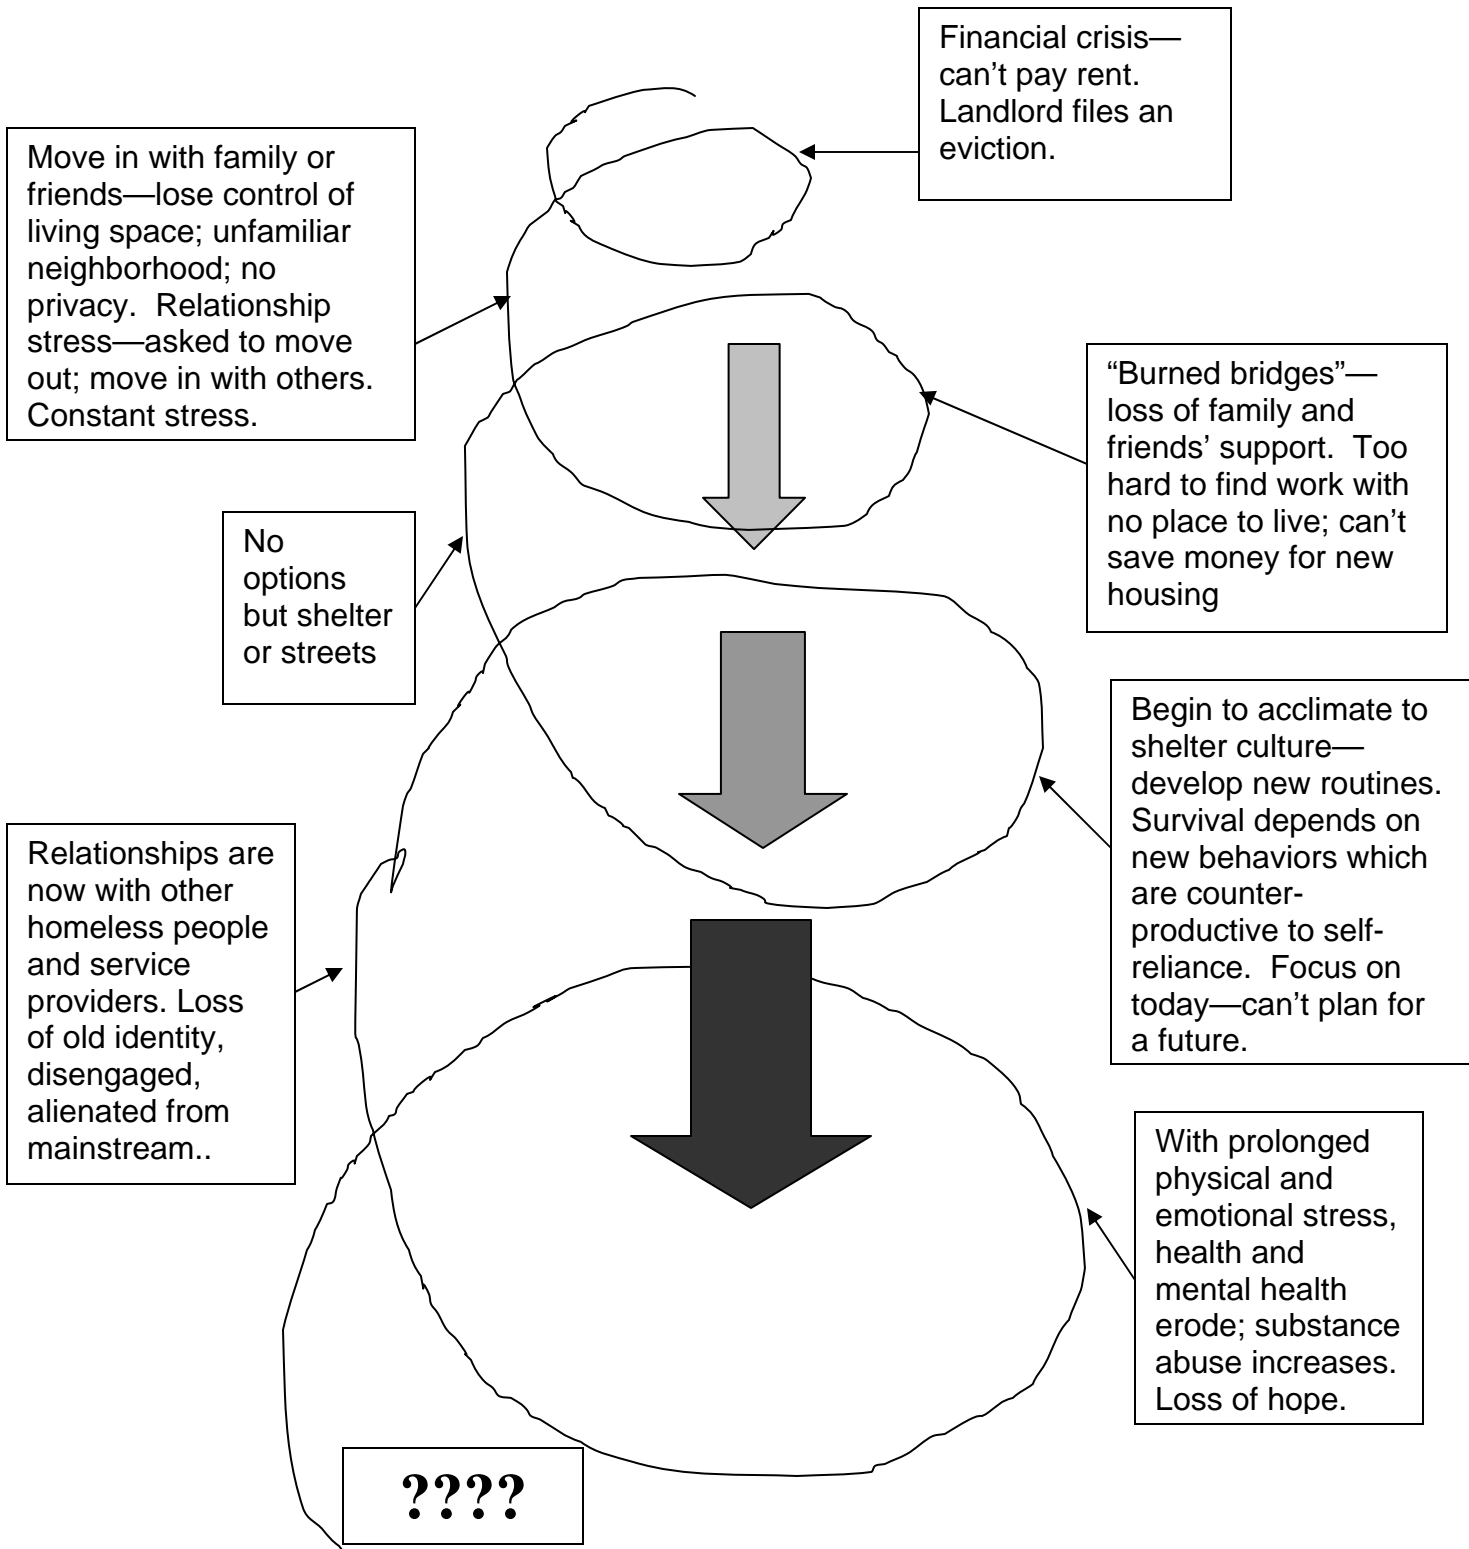 Financial crisis—
can’t pay rent.
Landlord files an
eviction.
Move in with family or
friends—lose control of
living space; unfamiliar
neighborhood; no
privacy.  Relationship
stress—asked to move
out; move in with others.
Constant stress.
“Burned bridges”—
loss of family and
friends’ support.  Too
hard to find work with
no place to live; can’t
save money for new
housing
No
options
but shelter
or streets
Begin to acclimate to
shelter culture—
develop new routines.
Survival depends on
new behaviors which
are counter-
productive to self-
reliance.  Focus on
today—can’t plan for
a future.
Relationships are
now with other
homeless people
and service
providers. Loss
of old identity,
disengaged,
alienated from
mainstream..
With prolonged
physical and
emotional stress,
health and
mental health
erode; substance
abuse increases.
Loss of hope.
????